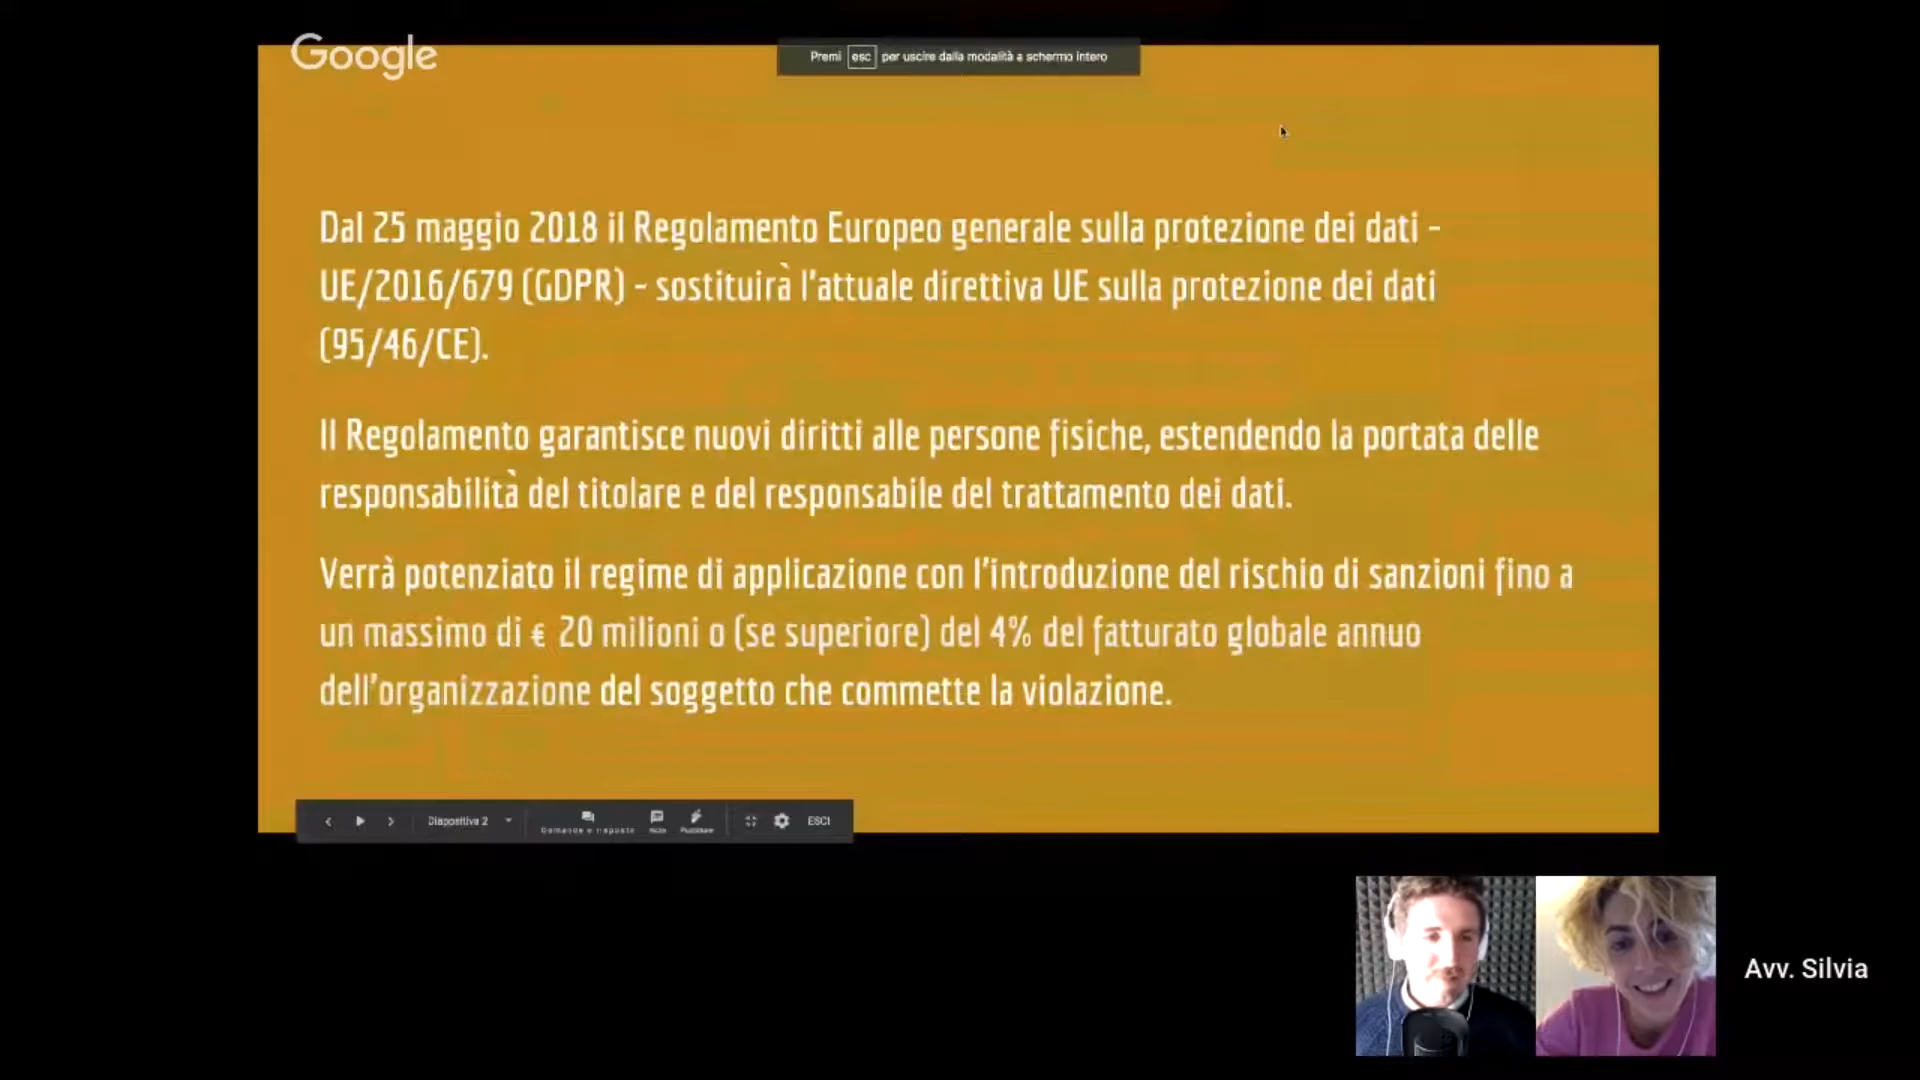 Google
Premi esc per uscire dalla modalità a schermo intero
Dal 25 maggio 2018 il Regolamento Europeo generale sulla protezione dei dati -
UE/2016/679 (GDPR) - sostituirà l'attuale direttiva UE sulla protezione dei dati
(95/46/CE).
Il Regolamento garantisce nuovi diritti alle persone fisiche, estendendo la portata delle
responsabilità del titolare e del responsabile del trattamento dei dati.
Verrà potenziato il regime di applicazione con l'introduzione del rischio di sanzioni fino a
un massimo di € 20 milioni o (se superiore) del 4% del fatturato globale annuo
dell'organizzazione del soggetto che commette la violazione.
Diapositiva 2
Domande e risposte
Note
Puntatore
ESCI
Avv. Silvia